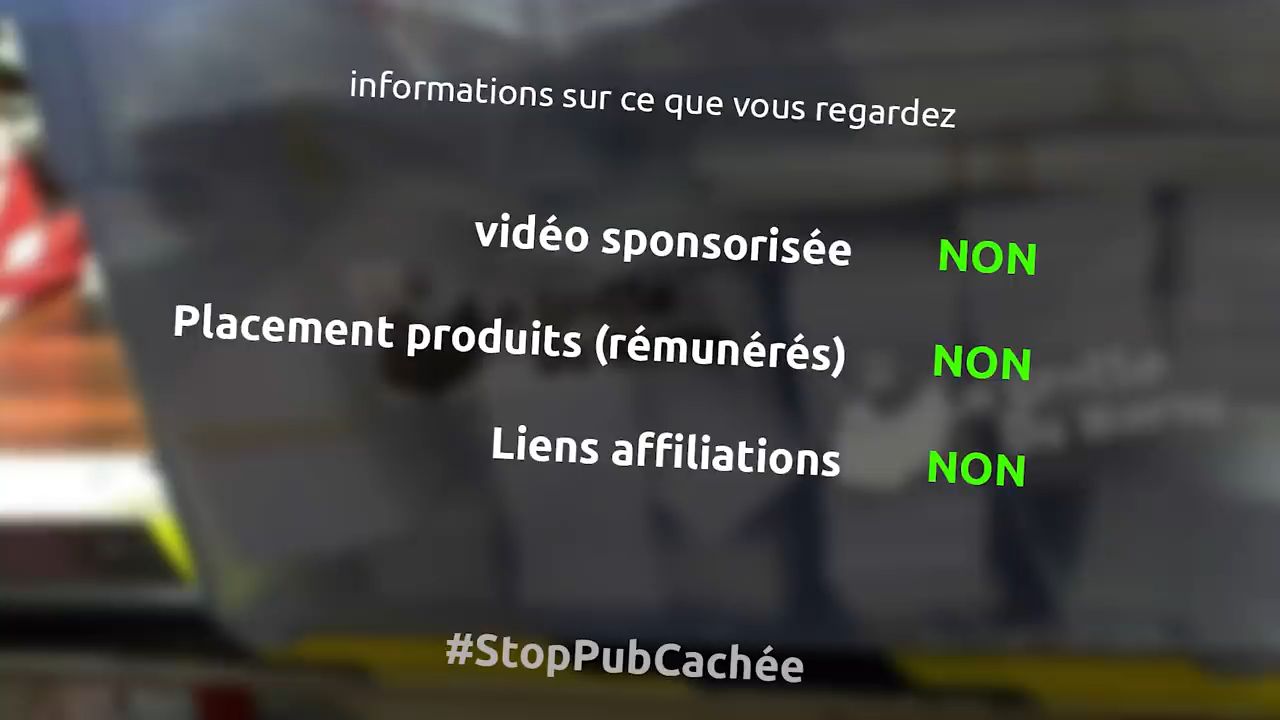 informations sur ce que vous regardez
vidéo sponsorisée NON
Placement produits (rémunérés) NON
Liens affiliations NON
#StopPubCachée